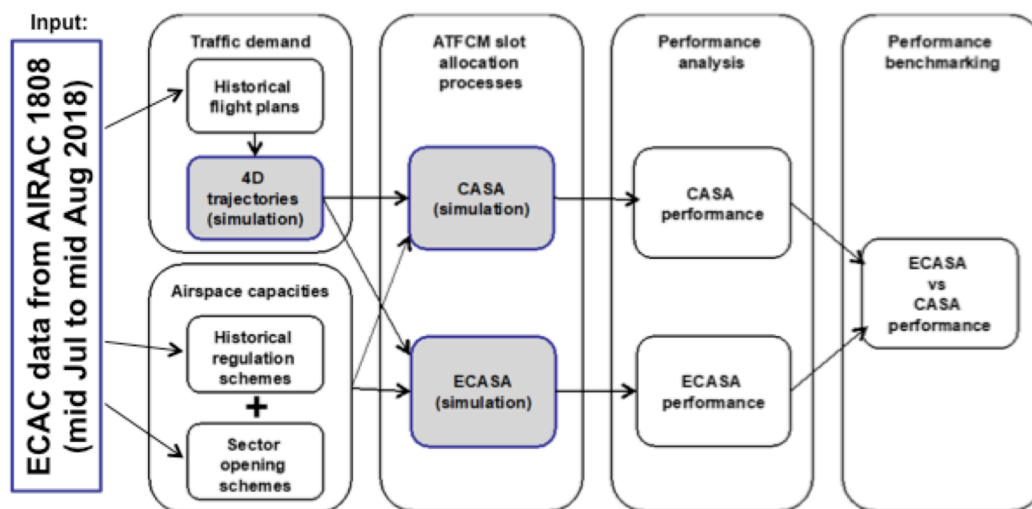 Input:
ECAC data from AIRAC 1808
(mid Jul to mid Aug 2018)
Traffic demand
Historical
flight plans
4D
trajectories
(simulation)
Airspace capacities
Historical
regulation
schemes
+
Sector
opening
schemes
ATFCM slot
allocation
processes
CASA
(simulation)
ECASA
(simulation)
Performance
analysis
CASA
performance
ECASA
performance
Performance
benchmarking
ECASA
vs
CASA
performance